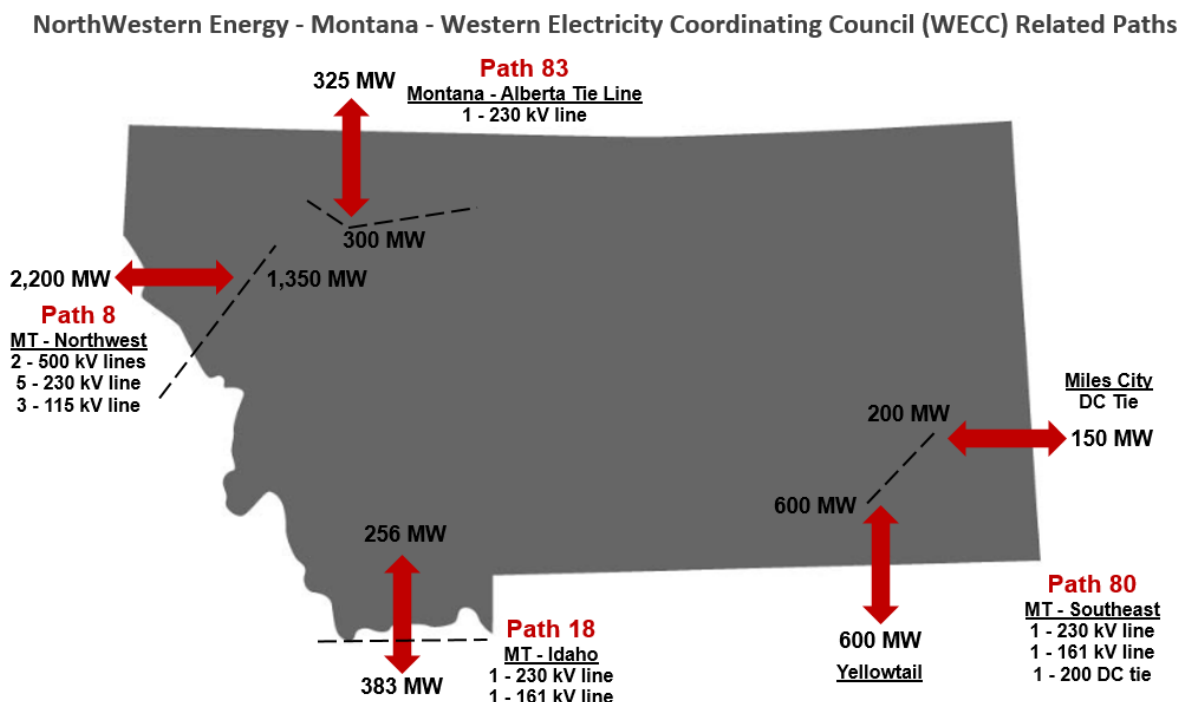 NorthWestern Energy - Montana - Western Electricity Coordinating Council (WECC) Related Paths
325 MW
Path 83
Montana - Alberta Tie Line
1 - 230 kV line
300 MW
2,200 MW
1,350 MW
Path 8
MT - Northwest
2 - 500 kV lines
5 - 230 kV line
3 - 115 kV line
Miles City
DC Tie
200 MW
150 MW
600 MW
256 MW
Path 18
MT - Idaho
1 - 230 kV line
1 - 161 kV line
383 MW
600 MW
Yellowtail
Path 80
MT - Southeast
1 - 230 kV line
1 - 161 kV line
1 - 200 DC tie